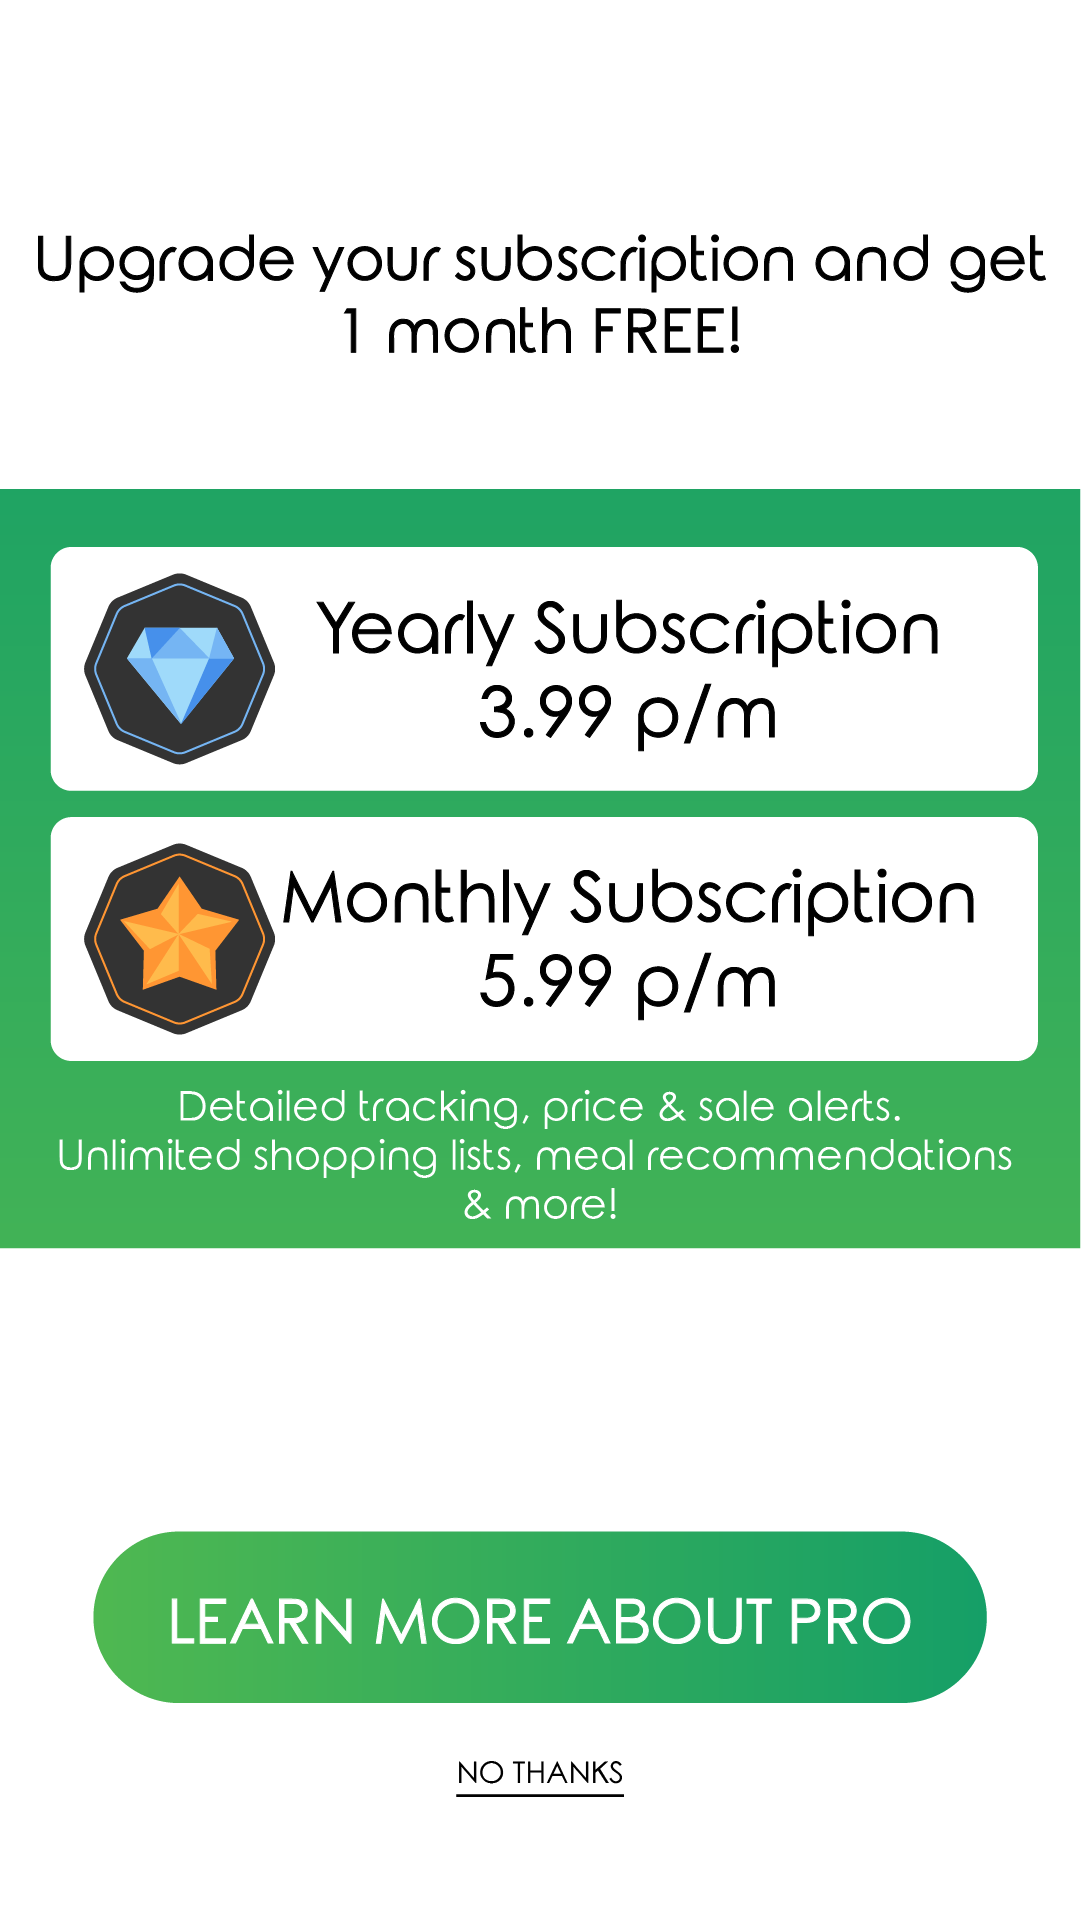 Upgrade your subscription and get
1 month FREE!
Yearly Subscription
3.99 p/m
Monthly Subscription
5.99 p/m
Detailed tracking, price & sale alerts.
Unlimited shopping lists, meal recommendations
& more!
LEARN MORE ABOUT PRO
NO THANKS